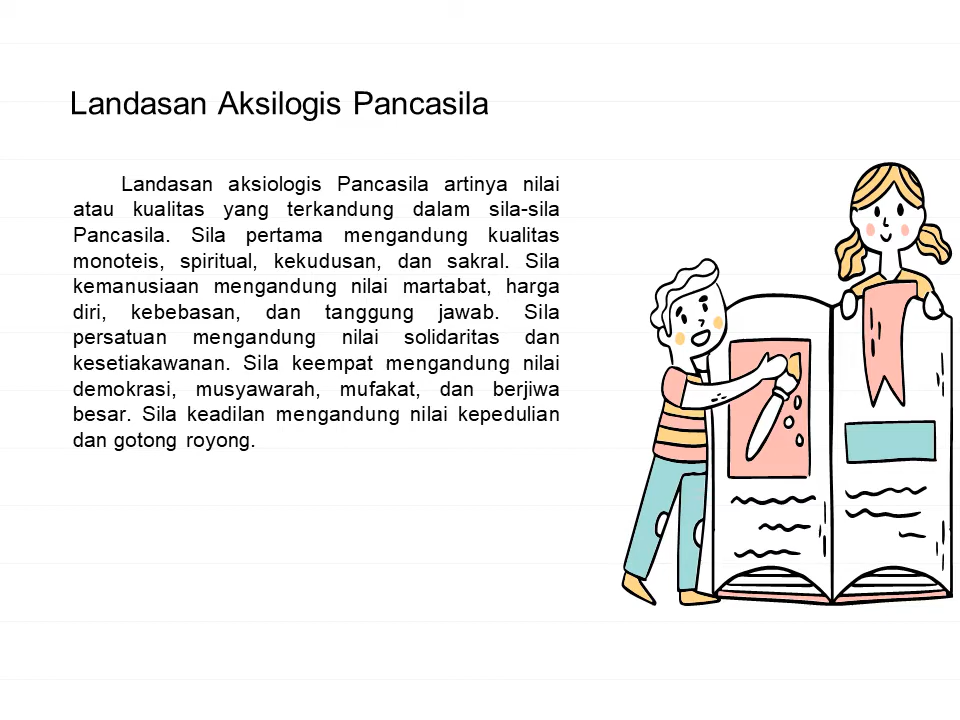 Landasan Aksilogis Pancasila
Landasan aksiologis Pancasila artinya nilai
atau kualitas yang terkandung dalam sila-sila
Pancasila. Sila pertama mengandung kualitas
monoteis, spiritual, kekudusan, dan sakral. Sila
kemanusiaan mengandung nilai martabat, harga
diri, kebebasan, dan tanggung jawab. Sila
persatuan mengandung nilai solidaritas dan
kesetiakawanan. Sila keempat mengandung nilai
demokrasi, musyawarah, mufakat, dan berjiwa
besar. Sila keadilan mengandung nilai kepedulian
dan gotong royong.